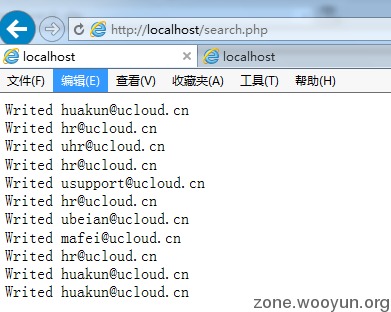 http://localhost/search.php
localhost × localhost
文件(F) 编辑(E) 查看(V) 收藏夹(A) 工具(T) 帮助(H)
Writed huakun@ucloud.cn
Writed hr@ucloud.cn
Writed uhr@ucloud.cn
Writed hr@ucloud.cn
Writed usupport@ucloud.cn
Writed hr@ucloud.cn
Writed ubeian@ucloud.cn
Writed mafei@ucloud.cn
Writed hr@ucloud.cn
Writed huakun@ucloud.cn
Writed huakun@ucloud.cn
zone.wooyun.org